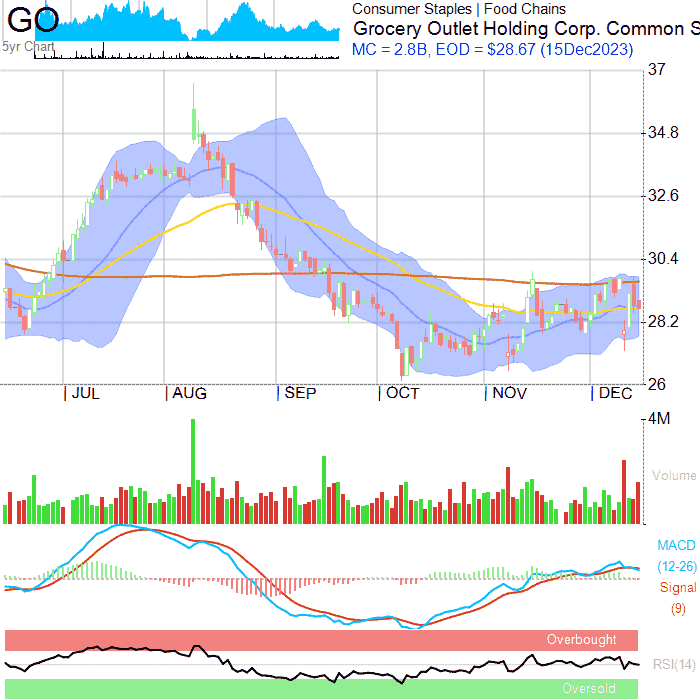 GO
5yr Chart
Consumer Staples | Food Chains
Grocery Outlet Holding Corp. Common S
MC = 2.8B, EOD = $28.67 (15Dec2023)
37
34.8
32.6
30.4
28.2
26
| JUL | AUG | SEP | OCT | NOV | DEC
4M
Volume
MACD
(12-26)
Signal
(9)
Overbought
RSI(14)
Oversold